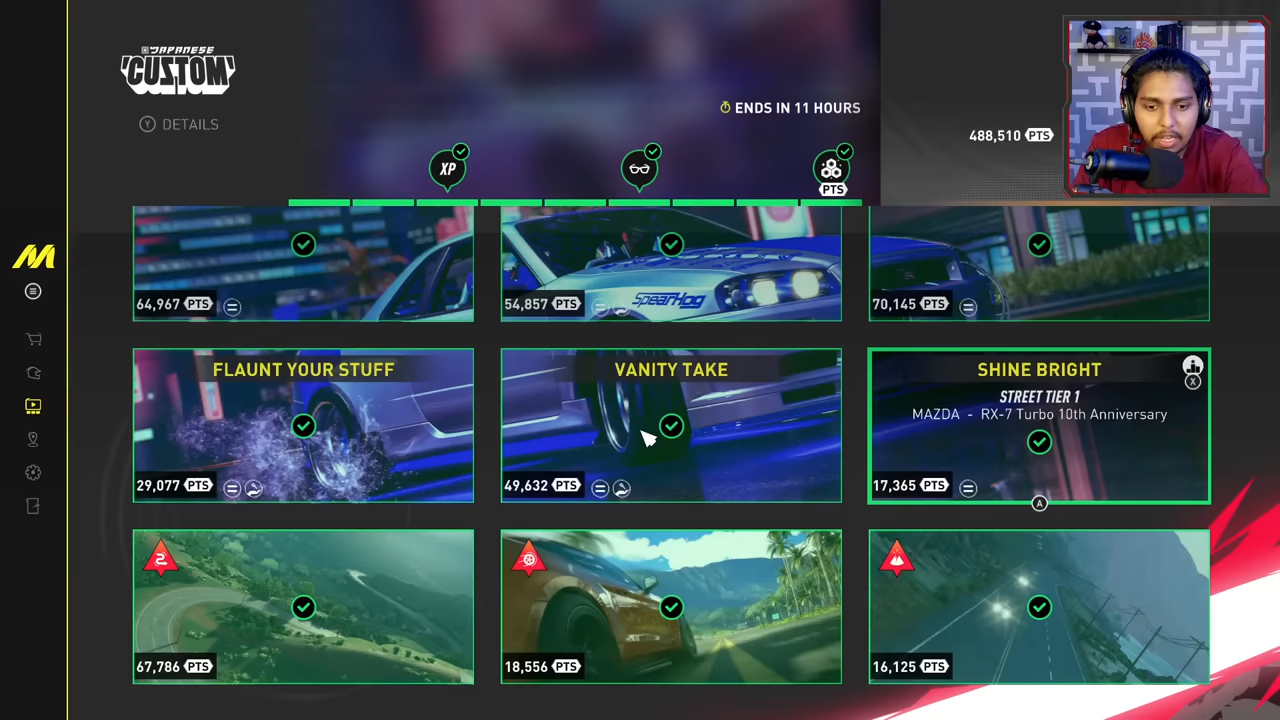 JAPANESE
CUSTOM
Y DETAILS
ENDS IN 11 HOURS
488,510 PTS
XP
PTS
64,967 PTS
54,857 PTS
SpearHog
70,145 PTS
FLAUNT YOUR STUFF
29,077 PTS
VANITY TAKE
49,632 PTS
SHINE BRIGHT
X
STREET TIER 1
MAZDA - RX-7 Turbo 10th Anniversary
17,365 PTS
A
67,786 PTS
18,556 PTS
16,125 PTS